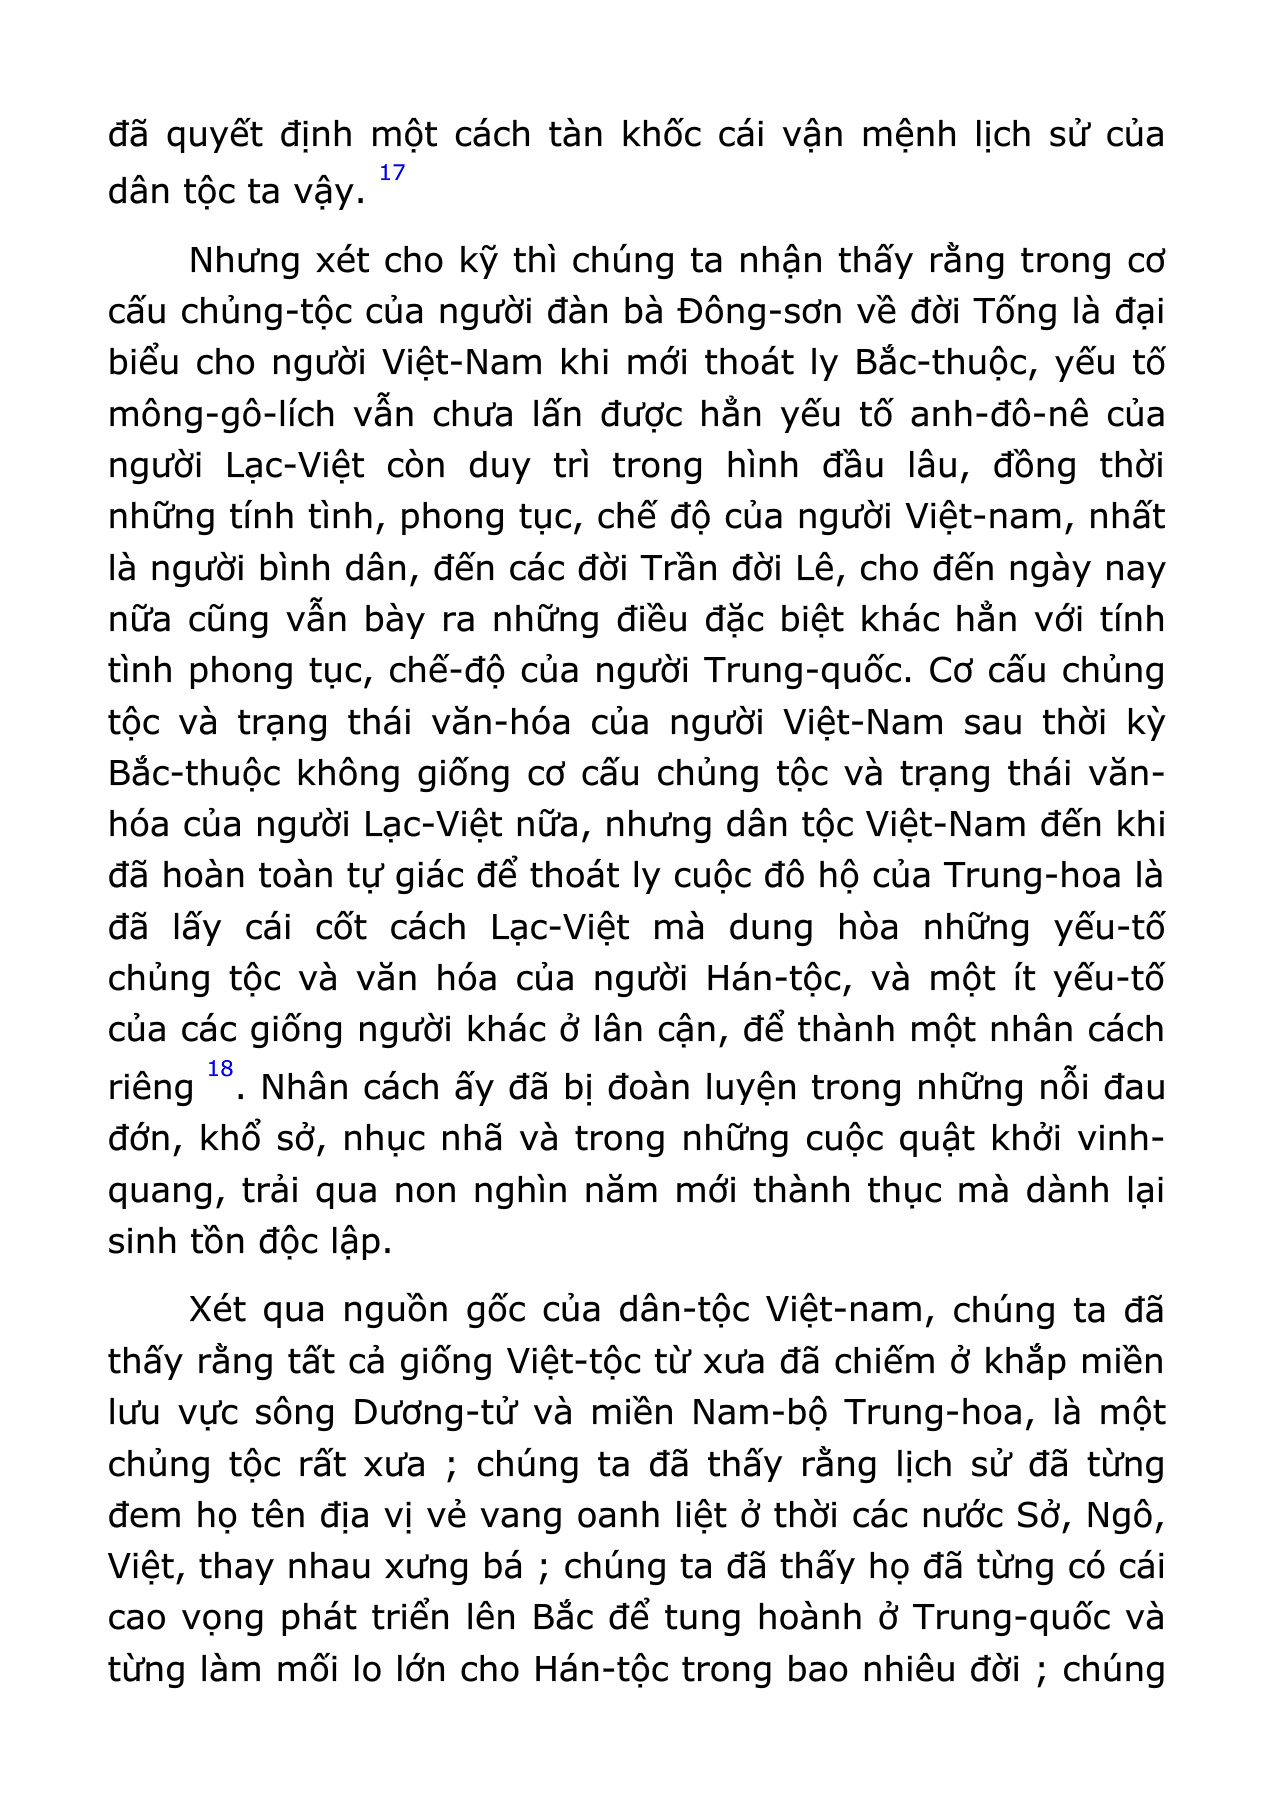 đã quyết định một cách tàn khốc cái vận mệnh lịch sử của
dân tộc ta vậy. 17
Nhưng xét cho kỹ thì chúng ta nhận thấy rằng trong cơ
cấu chủng-tộc của người đàn bà Đông-sơn về đời Tống là đại
biểu cho người Việt-Nam khi mới thoát ly Bắc-thuộc, yếu tố
mông-gô-lích vẫn chưa lấn được hẳn yếu tố anh-đô-nê của
người Lạc-Việt còn duy trì trong hình đầu lâu, đồng thời
những tính tình, phong tục, chế độ của người Việt-nam, nhất
là người bình dân, đến các đời Trần đời Lê, cho đến ngày nay
nữa cũng vẫn bày ra những điều đặc biệt khác hẳn với tính
tình phong tục, chế-độ của người Trung-quốc. Cơ cấu chủng
tộc và trạng thái văn-hóa của người Việt-Nam sau thời kỳ
Bắc-thuộc không giống cơ cấu chủng tộc và trạng thái văn-
hóa của người Lạc-Việt nữa, nhưng dân tộc Việt-Nam đến khi
đã hoàn toàn tự giác để thoát ly cuộc đô hộ của Trung-hoa là
đã lấy cái cốt cách Lạc-Việt mà dung hòa những yếu-tố
chủng tộc và văn hóa của người Hán-tộc, và một ít yếu-tố
của các giống người khác ở lân cận, để thành một nhân cách
riêng 18. Nhân cách ấy đã bị đoàn luyện trong những nỗi đau
đớn, khổ sở, nhục nhã và trong những cuộc quật khởi vinh-
quang, trải qua non nghìn năm mới thành thục mà dành lại
sinh tồn độc lập.
Xét qua nguồn gốc của dân-tộc Việt-nam, chúng ta đã
thấy rằng tất cả giống Việt-tộc từ xưa đã chiếm ở khắp miền
lưu vực sông Dương-tử và miền Nam-bộ Trung-hoa, là một
chủng tộc rất xưa ; chúng ta đã thấy rằng lịch sử đã từng
đem họ tên địa vị vẻ vang oanh liệt ở thời các nước Sở, Ngô,
Việt, thay nhau xưng bá ; chúng ta đã thấy họ đã từng có cái
cao vọng phát triển lên Bắc để tung hoành ở Trung-quốc và
từng làm mối lo lớn cho Hán-tộc trong bao nhiêu đời ; chúng